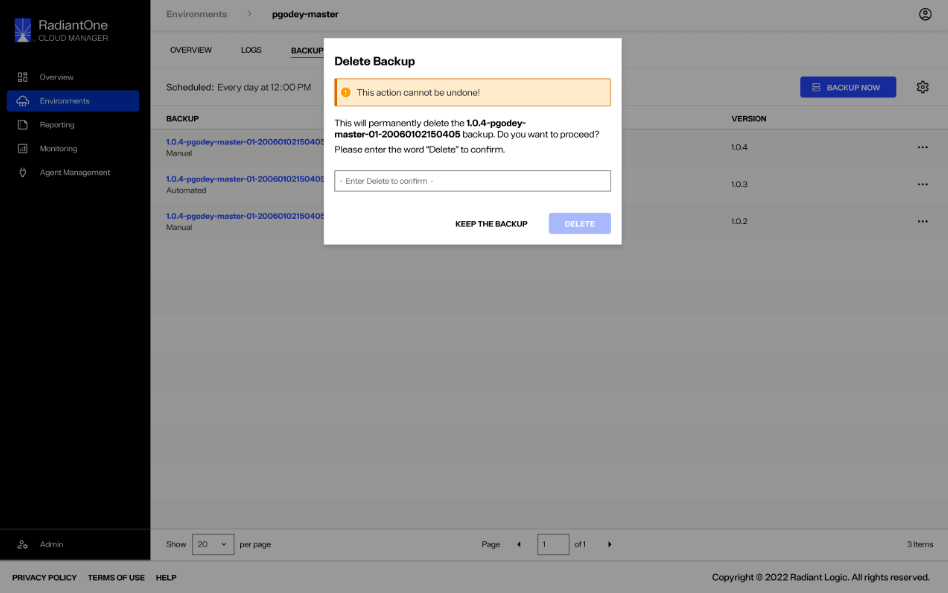 RadiantOne
CLOUD MANAGER
Overview
Environments
Reporting
Monitoring
Agent Management
Admin
Environments > pgodey-master
OVERVIEW LOGS BACKUP
Scheduled: Every day at 12:00 PM
BACKUP NOW
BACKUP VERSION
1.0.4-pgodey-master-01-20060102150405
Manual
1.0.4
1.0.4-pgodey-master-01-20060102150405
Automated
1.0.3
1.0.4-pgodey-master-01-20060102150405
Manual
1.0.2
Delete Backup
This action cannot be undone!
This will permanently delete the 1.0.4-pgodey-
master-01-20060102150405 backup. Do you want to proceed?
Please enter the word "Delete" to confirm.
- Enter Delete to confirm -
KEEP THE BACKUP DELETE
Show 20 per page
Page 1 of 1
3 Items
PRIVACY POLICY TERMS OF USE HELP
Copyright © 2022 Radiant Logic. All rights reserved.